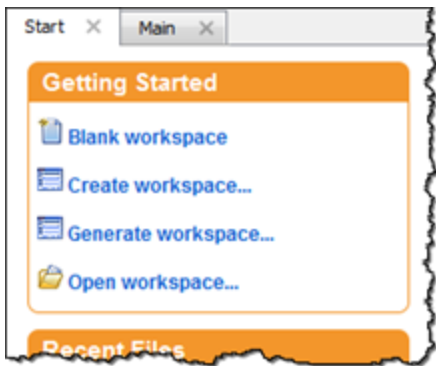 Start
Main
Getting Started
Blank workspace
Create workspace...
Generate workspace...
Open workspace...
Recent Files